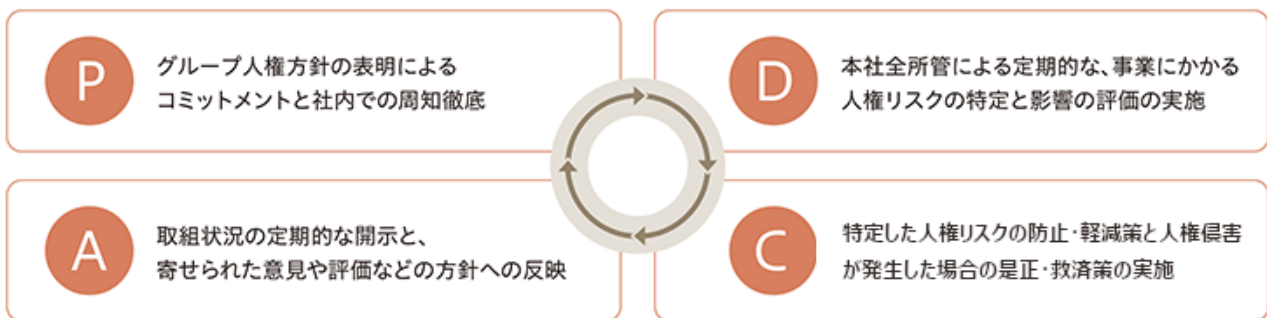 P
グループ人権方針の表明による
コミットメントと社内での周知徹底
D
本社全所管による定期的な、事業にかかる
人権リスクの特定と影響の評価の実施
A
取組状況の定期的な開示と、
寄せられた意見や評価などの方針への反映
C
特定した人権リスクの防止・軽減策と人権侵害
が発生した場合の是正・救済策の実施